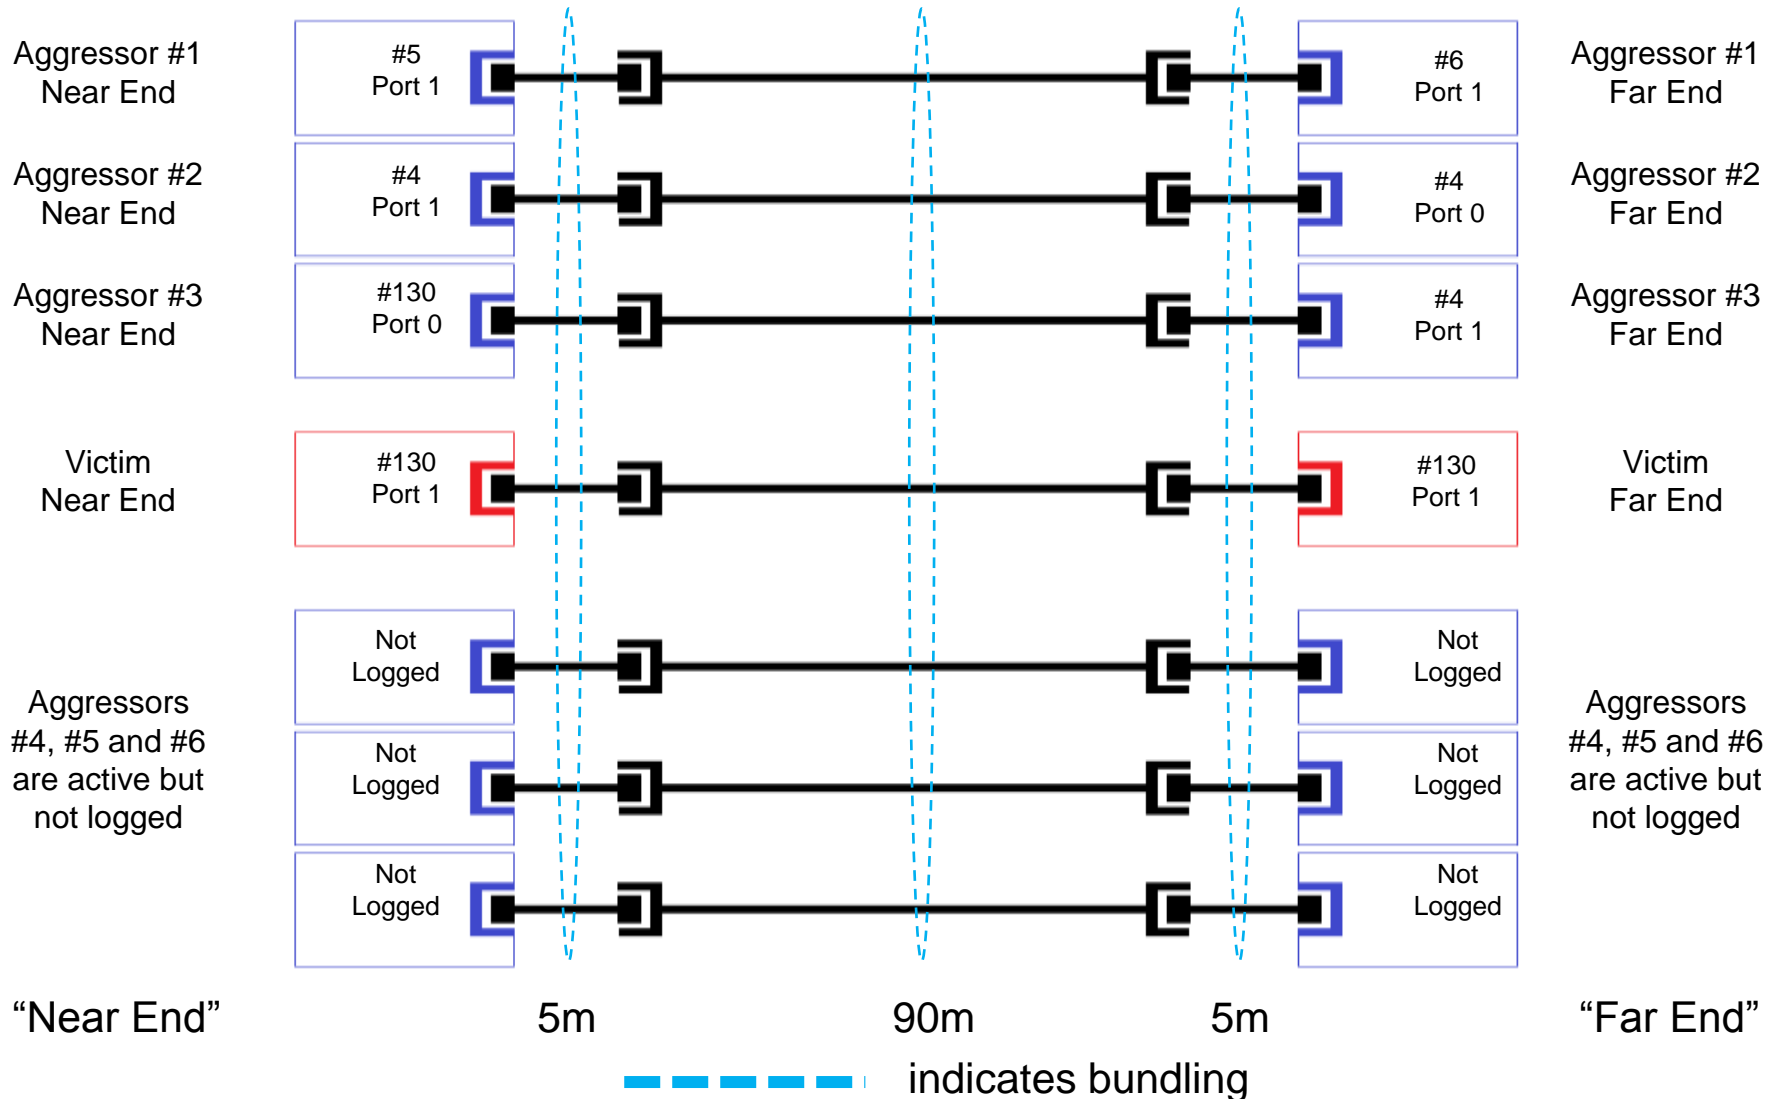 Aggressor #1
Near End
#5
Port 1
#6
Port 1
Aggressor #1
Far End
Aggressor #2
Near End
#4
Port 1
#4
Port 0
Aggressor #2
Far End
Aggressor #3
Near End
#130
Port 0
#4
Port 1
Aggressor #3
Far End
Victim
Near End
#130
Port 1
#130
Port 1
Victim
Far End
Not
Logged
Not
Logged
Aggressors
#4, #5 and #6
are active but
not logged
Not
Logged
Not
Logged
Aggressors
#4, #5 and #6
are active but
not logged
Not
Logged
Not
Logged
“Near End”
5m
90m
5m
“Far End”
indicates bundling